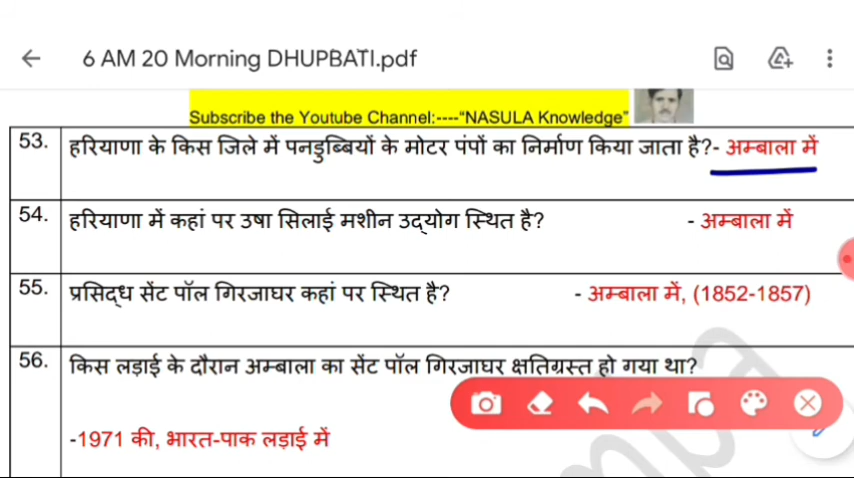 6 AM 20 Morning DHUPBATI.pdf
Subscribe the Youtube Channel:----"NASULA Knowledge"
53. हरियाणा के किस जिले में पनडुब्बियों के मोटर पंपों का निर्माण किया जाता है?- अम्बाला में
54. हरियाणा में कहां पर उषा सिलाई मशीन उद्योग स्थित है? - अम्बाला में
55. प्रसिद्ध सेंट पॉल गिरजाघर कहां पर स्थित है? - अम्बाला में, (1852-1857)
56. किस लड़ाई के दौरान अम्बाला का सेंट पॉल गिरजाघर क्षतिग्रस्त हो गया था?
-1971 की, भारत-पाक लड़ाई में